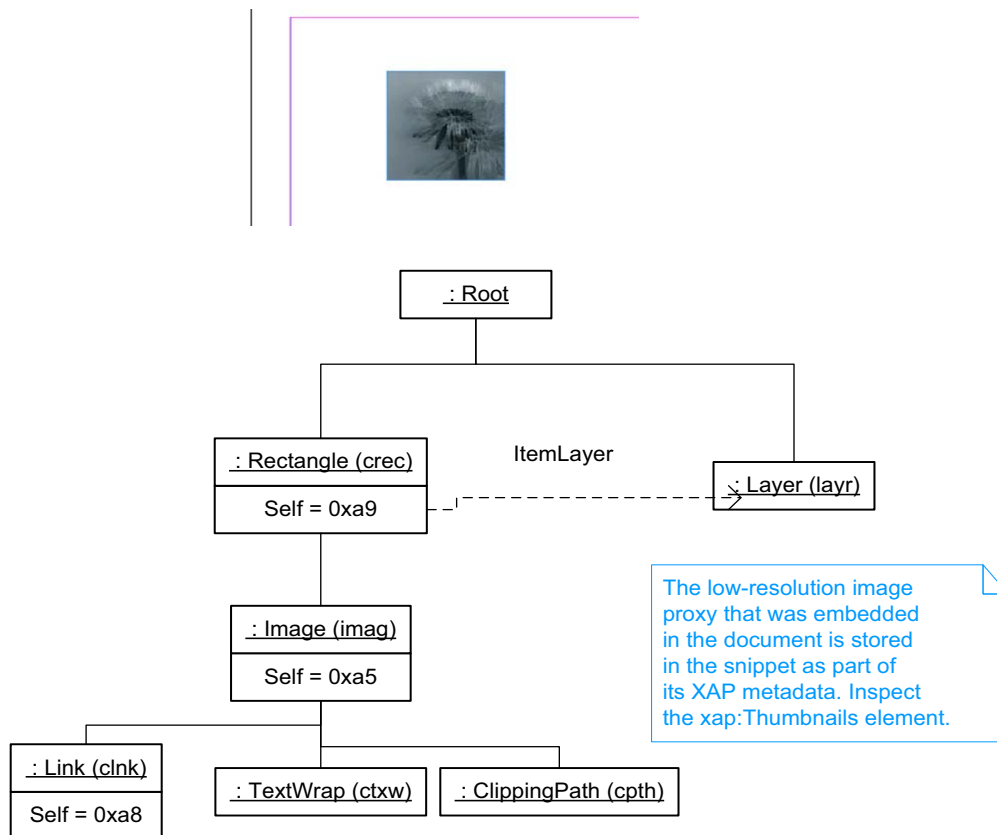 : Root
: Rectangle (crec)
Self = 0xa9
ItemLayer
: Layer (layr)
: Image (imag)
Self = 0xa5
The low-resolution image
proxy that was embedded
in the document is stored
in the snippet as part of
its XAP metadata. Inspect
the xap:Thumbnails element.
: Link (clnk)
Self = 0xa8
: TextWrap (ctxw)
: ClippingPath (cpth)